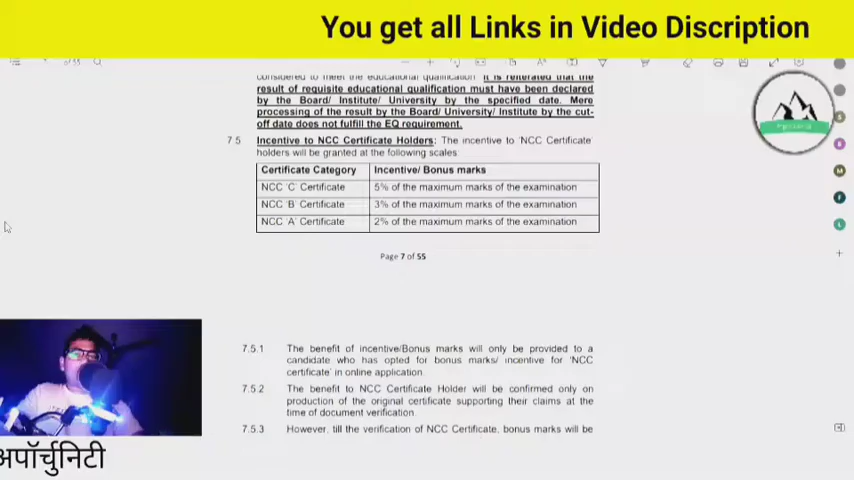 You get all Links in Video Discription
considered to meet the educational qualification. It is reiterated that the
result of requisite educational qualification must have been declared
by the Board/ Institute/ University by the specified date. Mere
processing of the result by the Board/ University/ Institute by the cut-
off date does not fulfill the EQ requirement.
7.5 Incentive to NCC Certificate Holders: The incentive to 'NCC Certificate'
holders will be granted at the following scales:
Certificate Category Incentive/ Bonus marks
NCC 'C' Certificate 5% of the maximum marks of the examination
NCC 'B' Certificate 3% of the maximum marks of the examination
NCC 'A' Certificate 2% of the maximum marks of the examination
Page 7 of 55
7.5.1 The benefit of incentive/Bonus marks will only be provided to a
candidate who has opted for bonus marks/ incentive for 'NCC
certificate' in online application.
7.5.2 The benefit to NCC Certificate Holder will be confirmed only on
production of the original certificate supporting their claims at the
time of document verification.
7.5.3 However, till the verification of NCC Certificate, bonus marks will be
अपॉर्चुनिटी